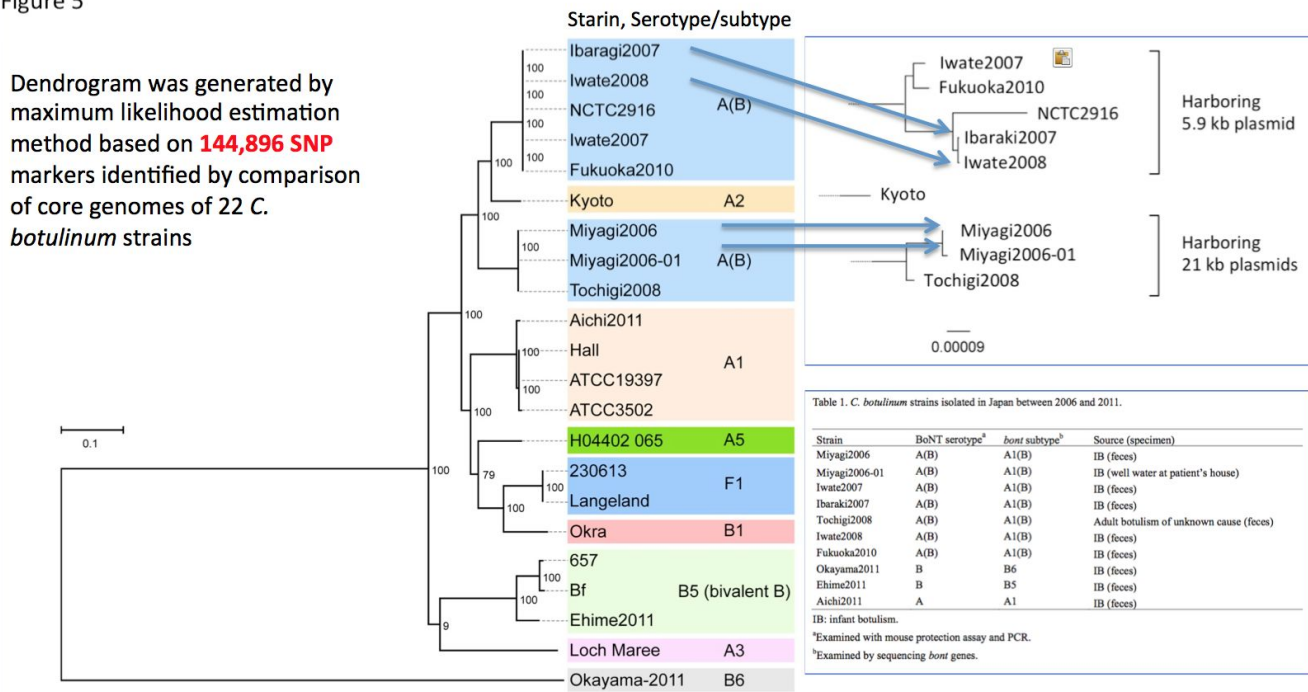 Figure 5
Dendrogram was generated by
maximum likelihood estimation
method based on 144,896 SNP
markers identified by comparison
of core genomes of 22 C.
botulinum strains
Starin, Serotype/subtype
Ibaragi2007
Iwate2008
NCTC2916
Iwate2007
Fukuoka2010
A(B)
Kyoto A2
Miyagi2006
Miyagi2006-01
Tochigi2008
A(B)
Aichi2011
Hall
ATCC19397
ATCC3502
A1
H04402 065 A5
230613
Langeland
F1
Okra B1
657
Bf
Ehime2011
B5 (bivalent B)
Loch Maree A3
Okayama-2011 B6
100
100
100
100
100
100
100
100
100
100
100
100
100
79
100
100
100
100
9
0.1
Iwate2007
Fukuoka2010
NCTC2916
Ibaraki2007
Iwate2008
Harboring
5.9 kb plasmid
Kyoto
Miyagi2006
Miyagi2006-01
Tochigi2008
Harboring
21 kb plasmids
0.00009
Table 1. C. botulinum strains isolated in Japan between 2006 and 2011.
Strain BoNT serotypeᵃ bont subtypeᵇ Source (specimen)
Miyagi2006 A(B) A1(B) IB (feces)
Miyagi2006-01 A(B) A1(B) IB (well water at patient's house)
Iwate2007 A(B) A1(B) IB (feces)
Ibaraki2007 A(B) A1(B) IB (feces)
Tochigi2008 A(B) A1(B) Adult botulism of unknown cause (feces)
Iwate2008 A(B) A1(B) IB (feces)
Fukuoka2010 A(B) A1(B) IB (feces)
Okayama2011 B B6 IB (feces)
Ehime2011 B B5 IB (feces)
Aichi2011 A A1 IB (feces)
IB: infant botulism.
ᵃExamined with mouse protection assay and PCR.
ᵇExamined by sequencing bont genes.